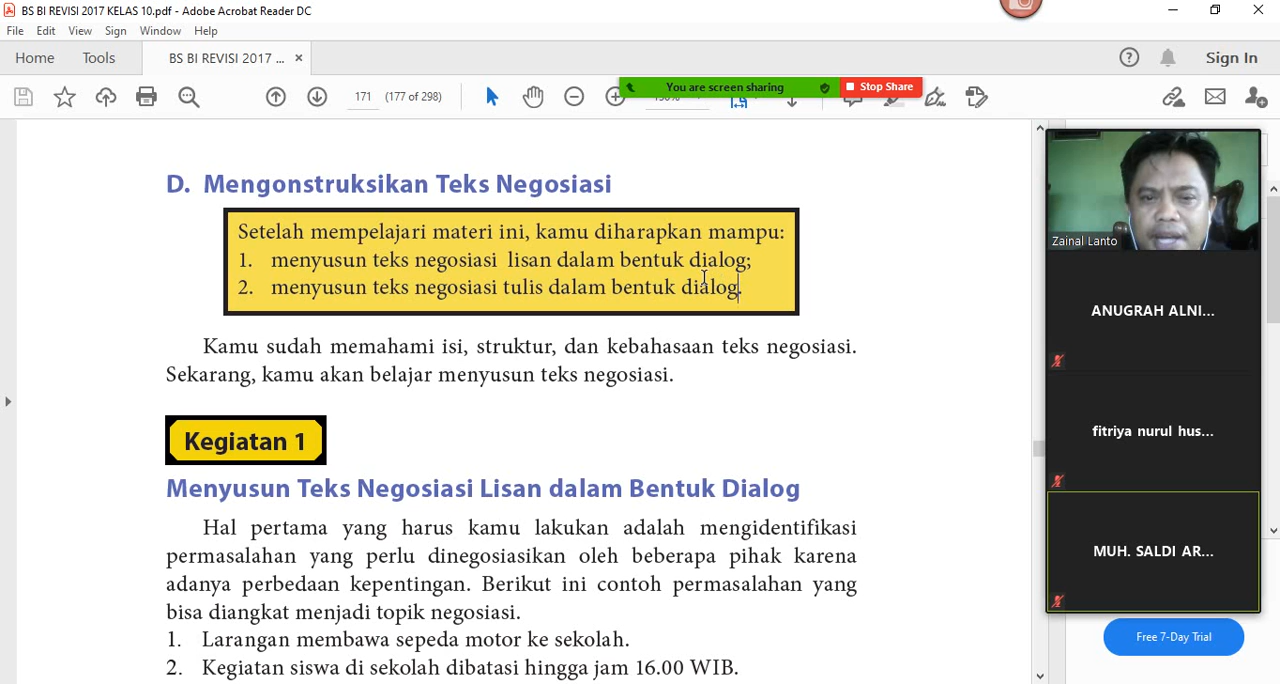 BS BI REVISI 2017 KELAS 10.pdf - Adobe Acrobat Reader DC
File Edit View Sign Window Help
Home Tools BS BI REVISI 2017 ... × Sign In
171 (177 of 298)
You are screen sharing Stop Share
D. Mengonstruksikan Teks Negosiasi
Setelah mempelajari materi ini, kamu diharapkan mampu:
1. menyusun teks negosiasi lisan dalam bentuk dialog;
2. menyusun teks negosiasi tulis dalam bentuk dialog.
Kamu sudah memahami isi, struktur, dan kebahasaan teks negosiasi.
Sekarang, kamu akan belajar menyusun teks negosiasi.
Kegiatan 1
Menyusun Teks Negosiasi Lisan dalam Bentuk Dialog
Hal pertama yang harus kamu lakukan adalah mengidentifikasi
permasalahan yang perlu dinegosiasikan oleh beberapa pihak karena
adanya perbedaan kepentingan. Berikut ini contoh permasalahan yang
bisa diangkat menjadi topik negosiasi.
1. Larangan membawa sepeda motor ke sekolah.
2. Kegiatan siswa di sekolah dibatasi hingga jam 16.00 WIB.
Zainal Lanto
ANUGRAH ALNI...
fitriya nurul hus...
MUH. SALDI AR...
Free 7-Day Trial